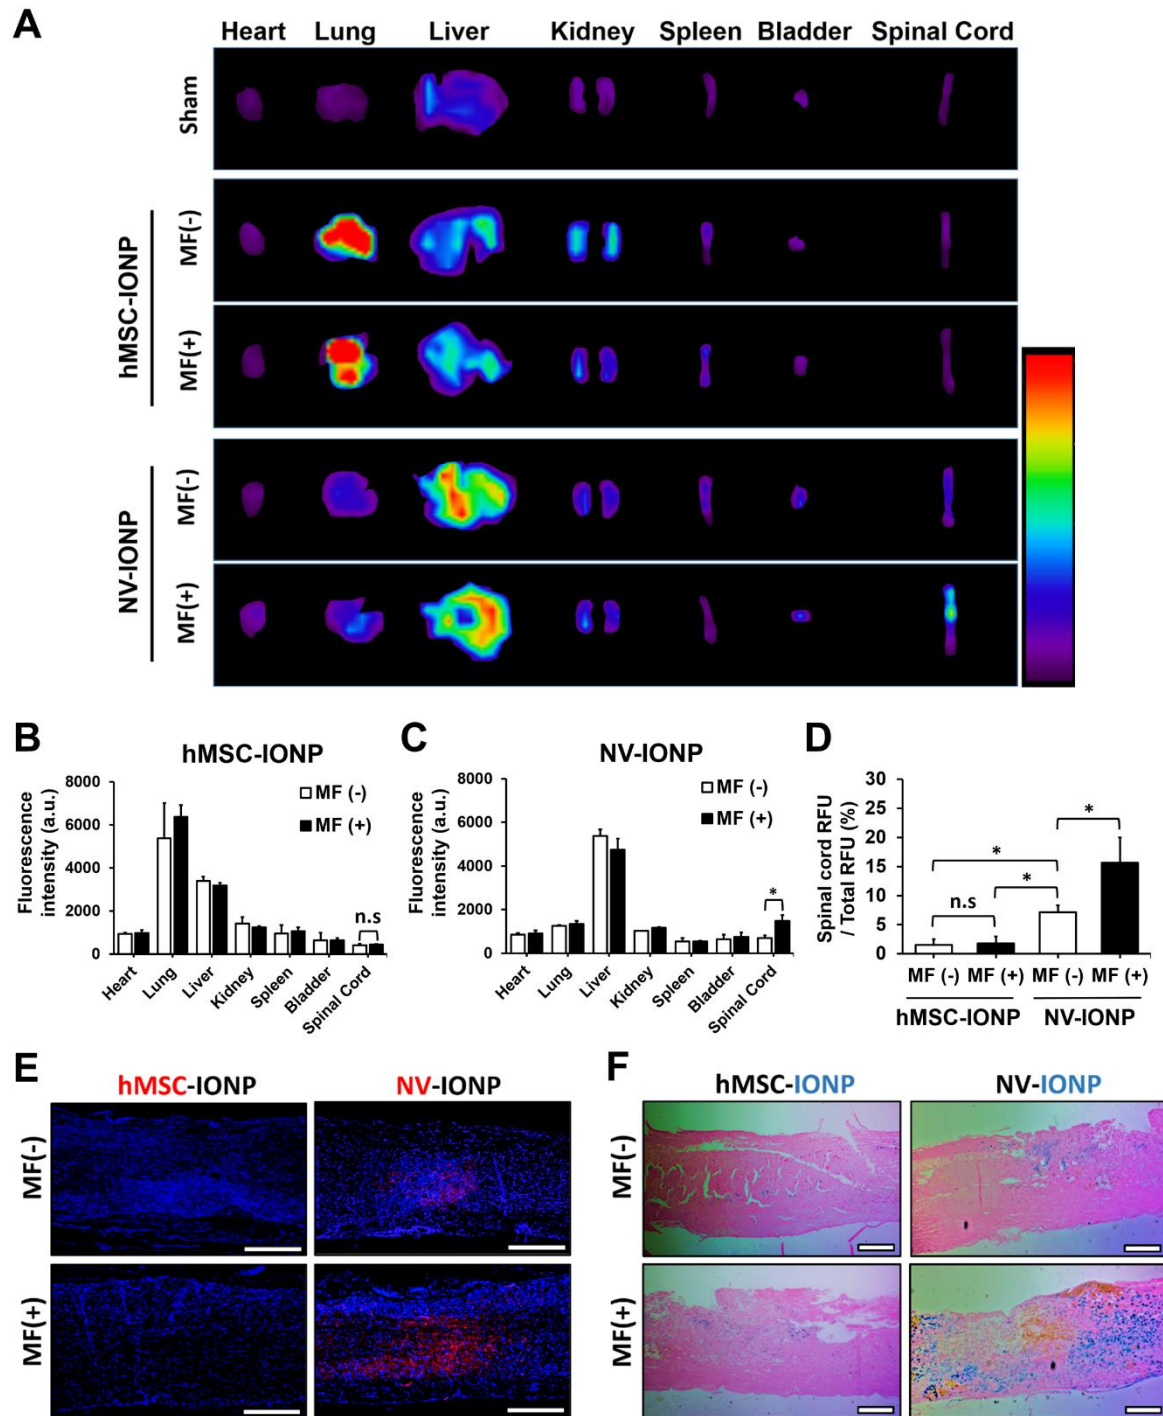 A
Heart Lung Liver Kidney Spleen Bladder Spinal Cord
Sham
hMSC-IONP
MF(-)
MF(+)
NV-IONP
MF(-)
MF(+)
B
hMSC-IONP
Fluorescence
intensity (a.u.)
8000
6000
4000
2000
0
MF (-)
MF (+)
n.s
Heart
Lung
Liver
Kidney
Spleen
Bladder
Spinal Cord
C
NV-IONP
Fluorescence
intensity (a.u.)
8000
6000
4000
2000
0
MF (-)
MF (+)
*
Heart
Lung
Liver
Kidney
Spleen
Bladder
Spinal Cord
D
Spinal cord RFU
/ Total RFU (%)
30
25
20
15
10
5
0
*
*
*
n.s
MF (-) MF (+) MF (-) MF (+)
hMSC-IONP NV-IONP
E
hMSC-IONP NV-IONP
MF(-)
MF(+)
F
hMSC-IONP NV-IONP
MF(-)
MF(+)